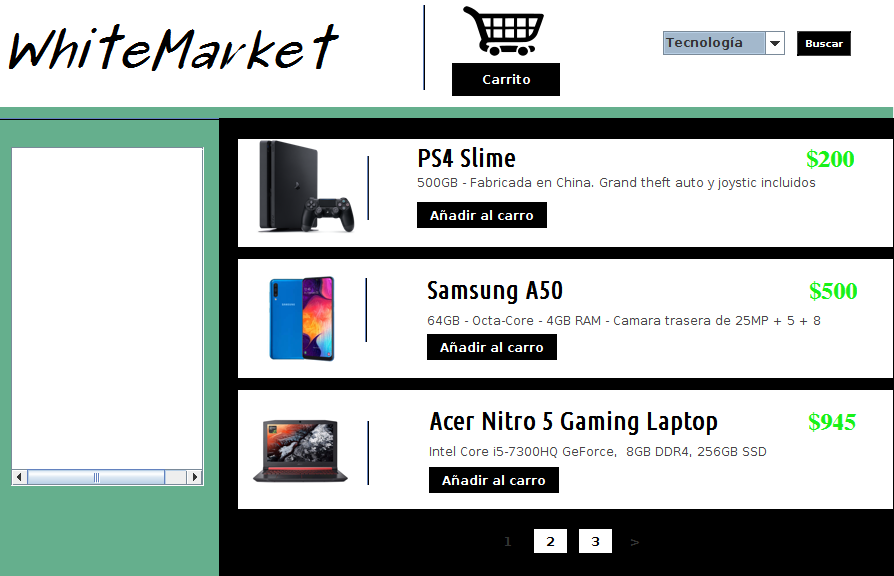 WhiteMarket
Carrito
Tecnología
Buscar
PS4 Slime
$200
500GB - Fabricada en China. Grand theft auto y joystic incluidos
Añadir al carro
Samsung A50
$500
64GB - Octa-Core - 4GB RAM - Camara trasera de 25MP + 5 + 8
Añadir al carro
Acer Nitro 5 Gaming Laptop
$945
Intel Core i5-7300HQ GeForce,  8GB DDR4, 256GB SSD
Añadir al carro
1 2 3 >